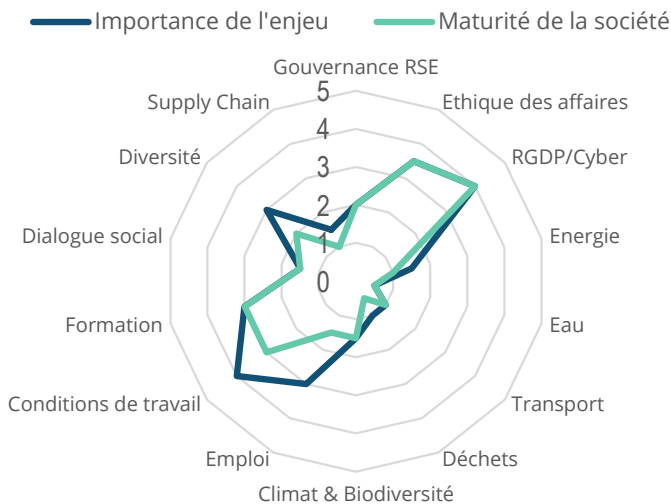 Importance de l'enjeu
Maturité de la société
Gouvernance RSE
Ethique des affaires
RGDP/Cyber
Energie
Eau
Transport
Déchets
Climat & Biodiversité
Emploi
Conditions de travail
Formation
Dialogue social
Diversité
Supply Chain
5
4
3
2
1
0